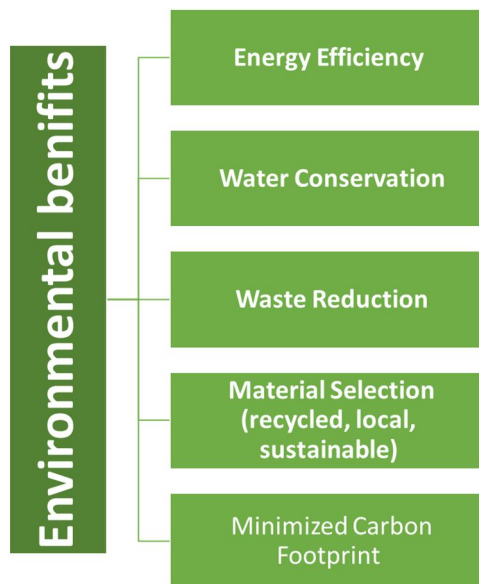 Environmental benifits
Energy Efficiency
Water Conservation
Waste Reduction
Material Selection
(recycled, local,
sustainable)
Minimized Carbon
Footprint